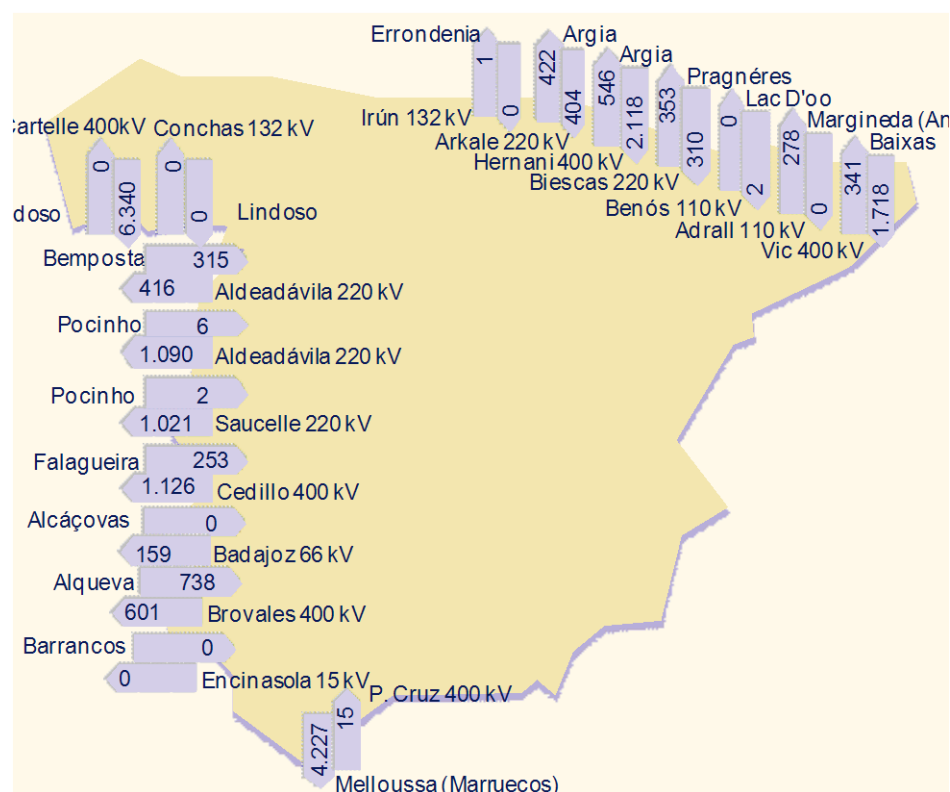 Errondenia
Argia
Argia
Pragnéres
Lac D'oo
Margineda (An
Baixas
1
0
422
404
546
2.118
353
310
0
2
278
0
341
1.718
Irún 132 kV
Arkale 220 kV
Hernani 400 kV
Biescas 220 kV
Benós 110 kV
Adrall 110 kV
Vic 400 kV
Cartelle 400kV
Conchas 132 kV
0
6.340
0
0
doso
Lindoso
Bemposta
315
416
Aldeadávila 220 kV
Pocinho
6
1.090
Aldeadávila 220 kV
Pocinho
2
1.021
Saucelle 220 kV
Falagueira
253
1.126
Cedillo 400 kV
Alcáçovas
0
159
Badajoz 66 kV
Alqueva
738
601
Brovales 400 kV
Barrancos
0
0
Encinasola 15 kV
P. Cruz 400 kV
4.227
15
Melloussa (Marruecos)